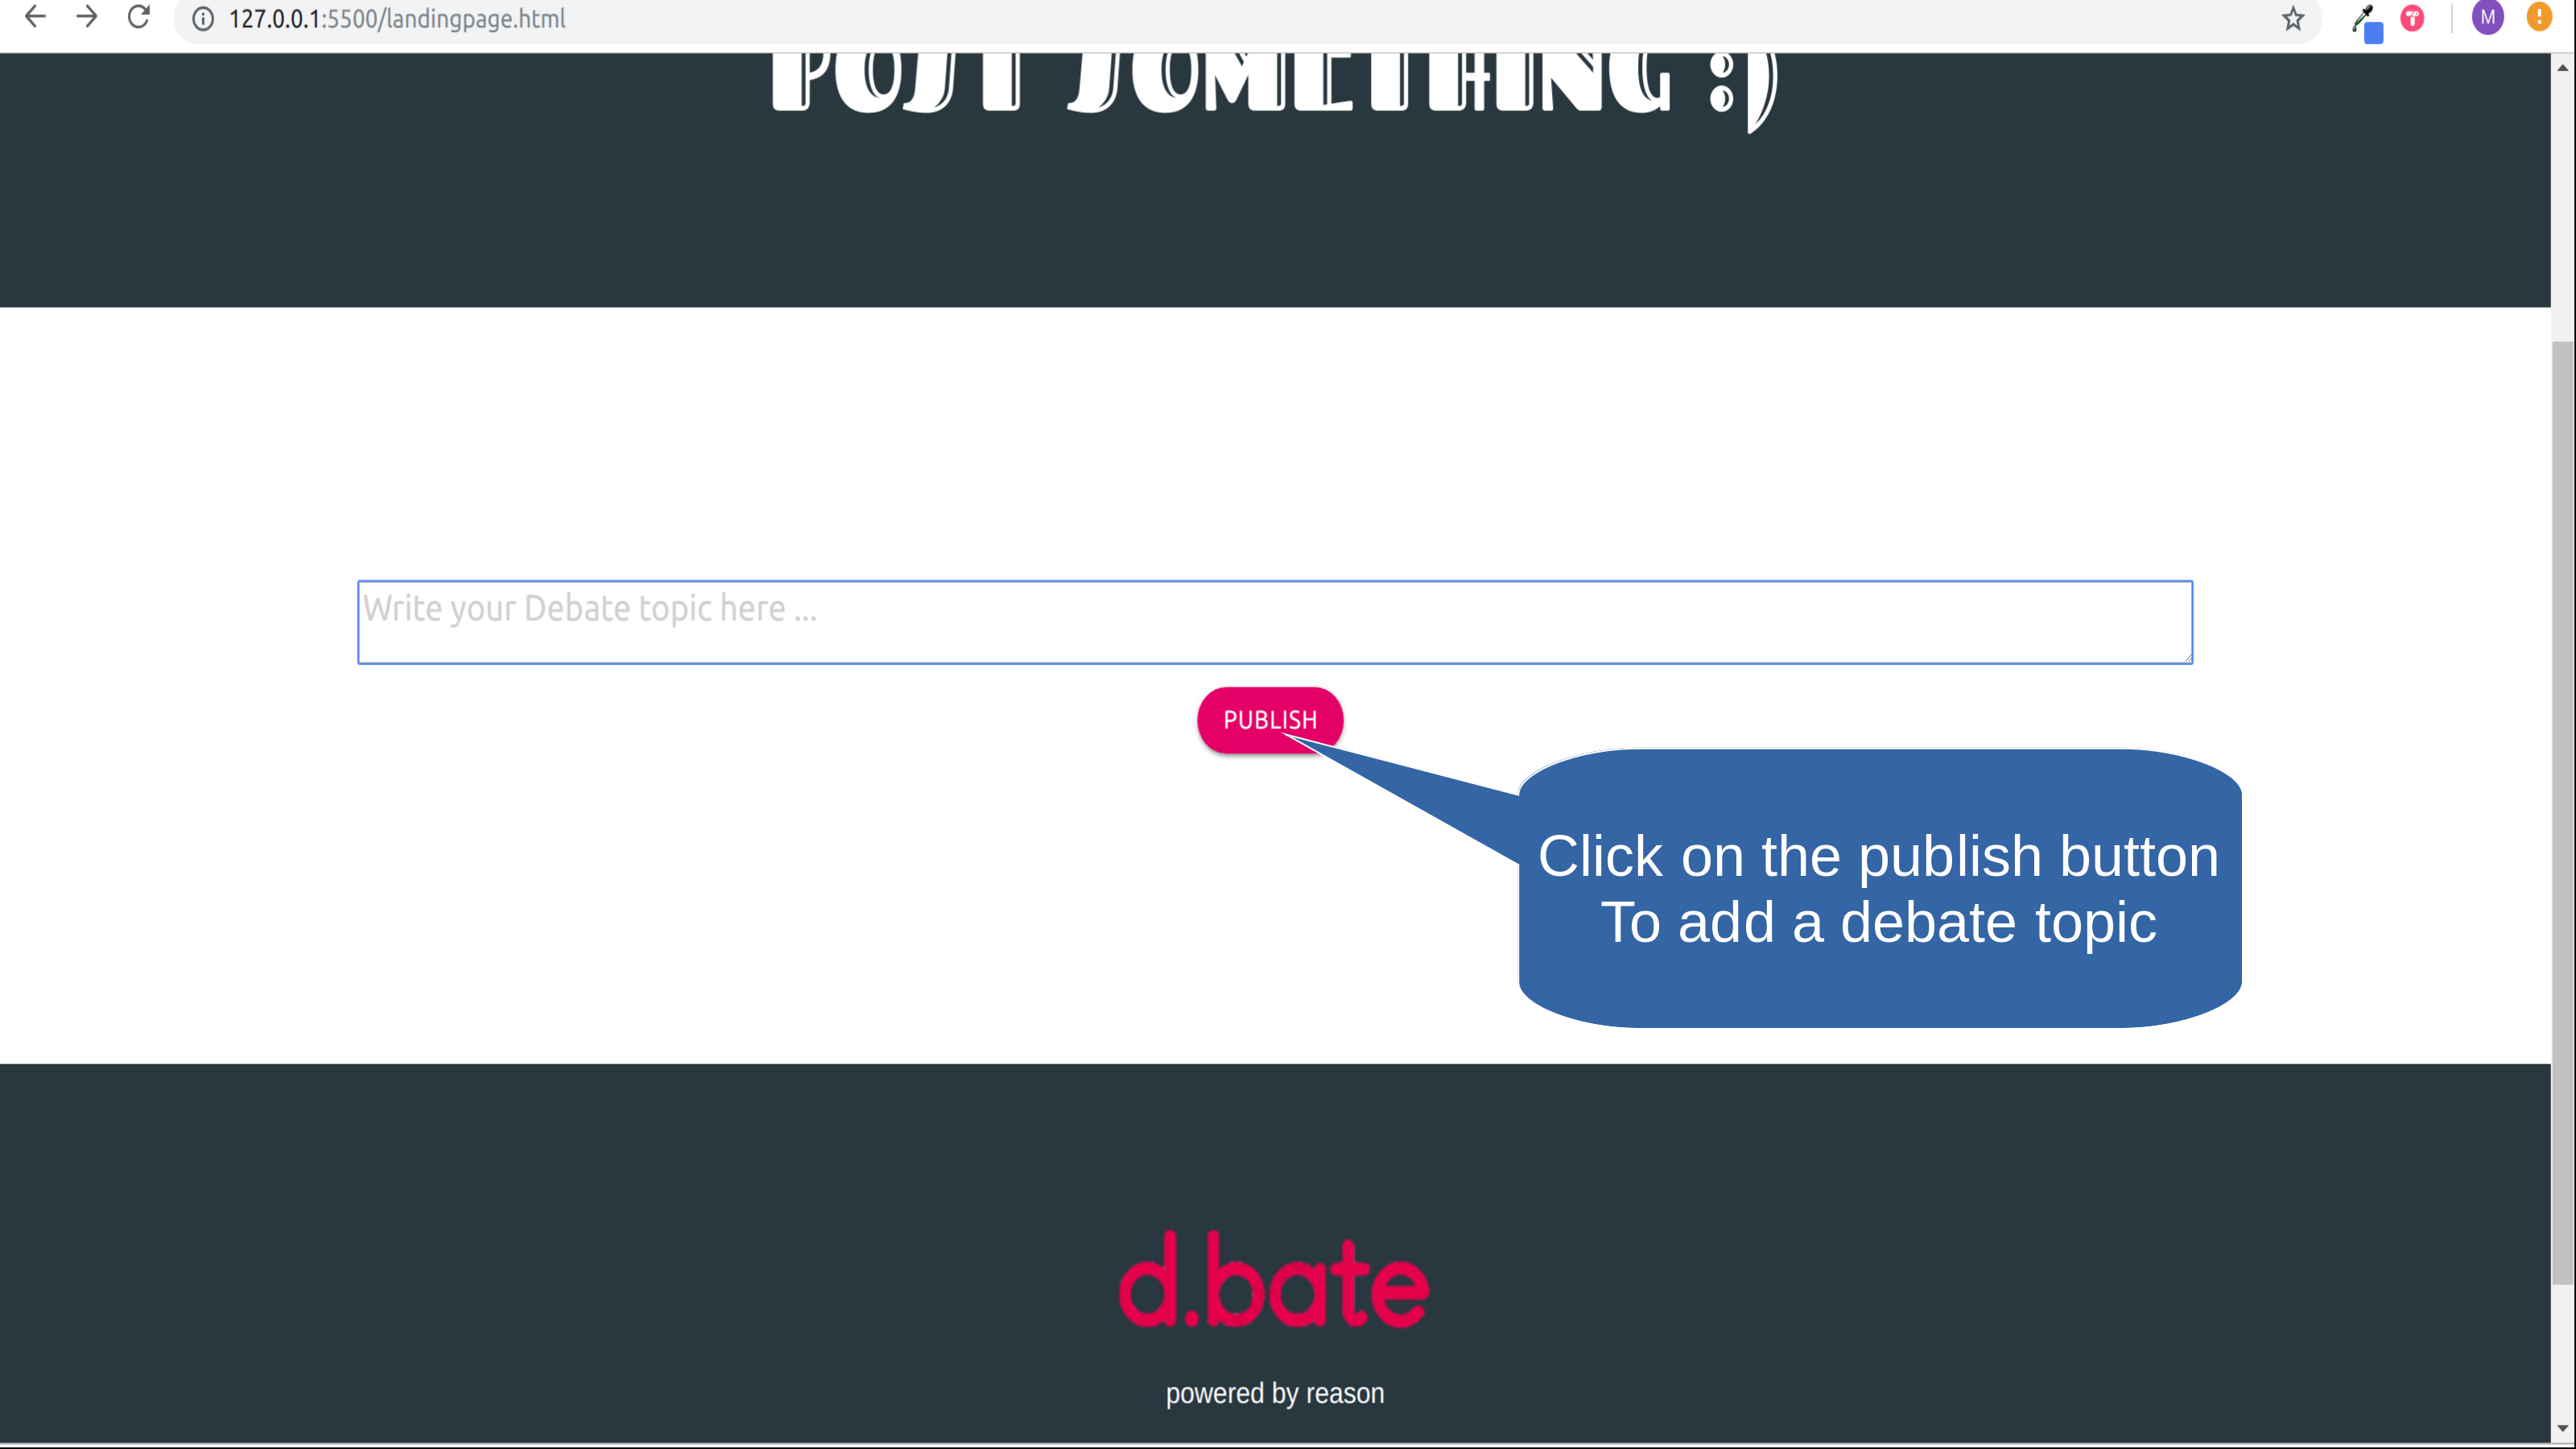 127.0.0.1:5500/landingpage.html
M
POST SOMETHING :)
Write your Debate topic here ...
PUBLISH
Click on the publish button
To add a debate topic
d.bate
powered by reason